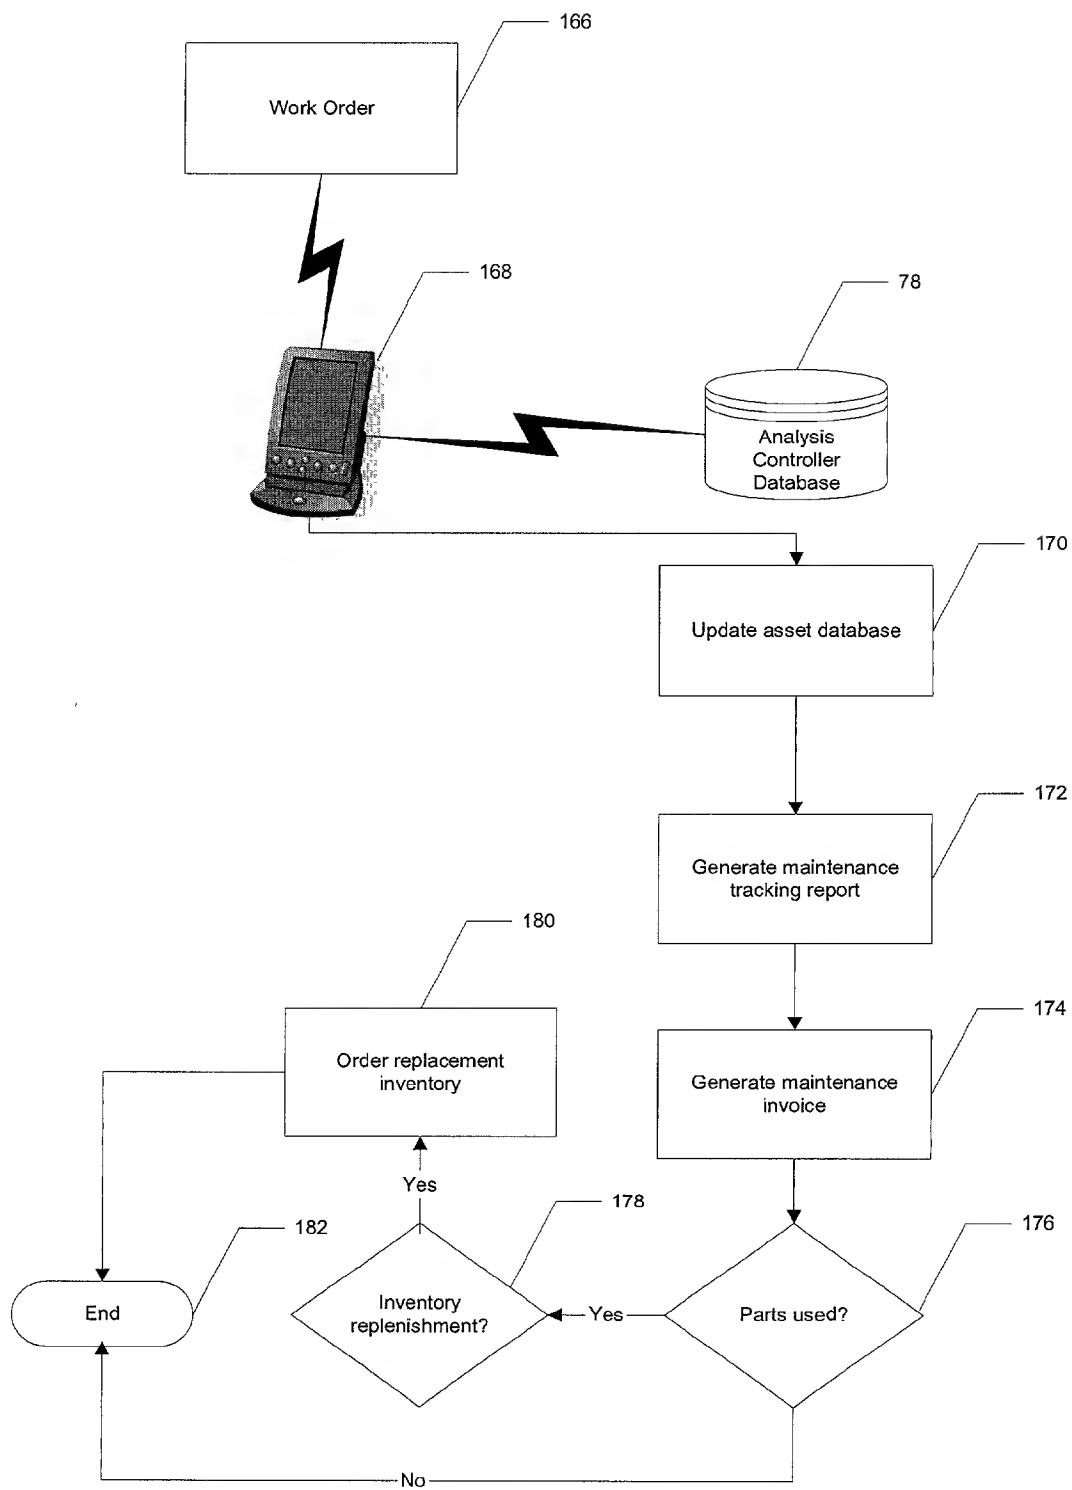 166
Work Order
168
78
Analysis
Controller
Database
170
Update asset database
172
Generate maintenance
tracking report
180
174
Order replacement
inventory
Generate maintenance
invoice
Yes
178
176
182
End
Inventory
replenishment?
Yes
Parts used?
No